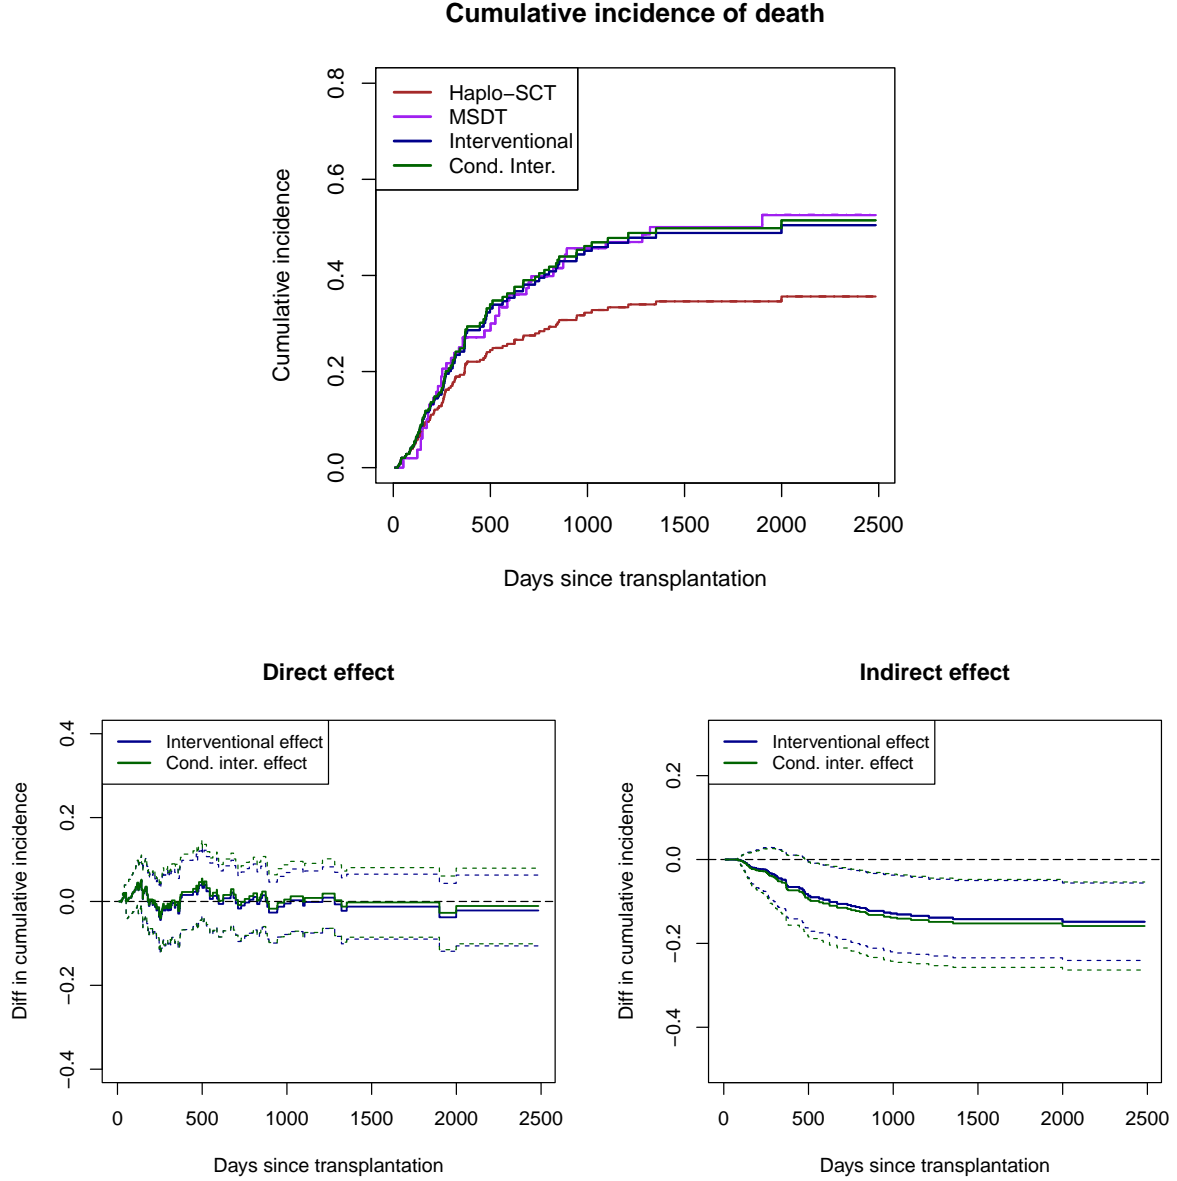 Cumulative incidence of death
Haplo−SCT
MSDT
Interventional
Cond. Inter.
Cumulative incidence
0.0
0.2
0.4
0.6
0.8
0 500 1000 1500 2000 2500
Days since transplantation
Direct effect
Interventional effect
Cond. inter. effect
Diff in cumulative incidence
−0.4
−0.2
0.0
0.2
0.4
0 500 1000 1500 2000 2500
Days since transplantation
Indirect effect
Interventional effect
Cond. inter. effect
Diff in cumulative incidence
−0.4
−0.2
0.0
0.2
0 500 1000 1500 2000 2500
Days since transplantation